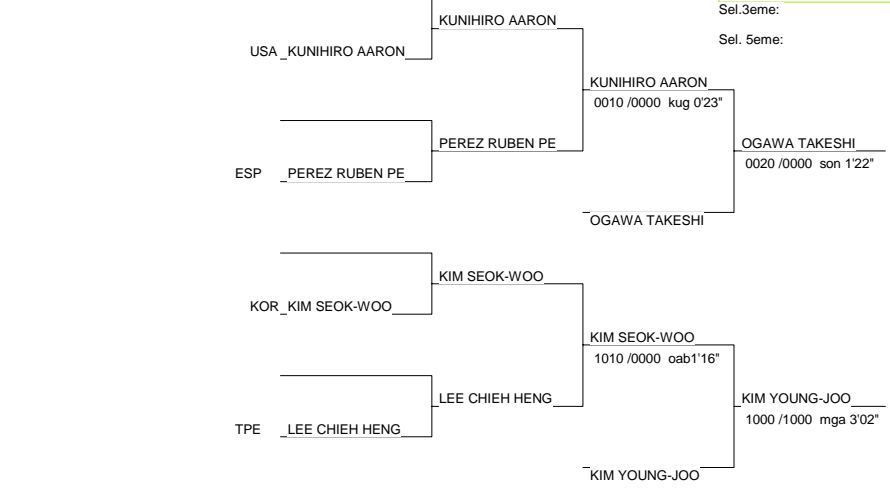 Sel.3eme:
KUNIHIRO AARON
Sel. 5eme:
USA KUNIHIRO AARON
KUNIHIRO AARON
0010 /0000 kug 0'23"
PEREZ RUBEN PE
OGAWA TAKESHI
0020 /0000 son 1'22"
ESP PEREZ RUBEN PE
OGAWA TAKESHI
KIM SEOK-WOO
KOR KIM SEOK-WOO
KIM SEOK-WOO
1010 /0000 oab1'16"
LEE CHIEH HENG
KIM YOUNG-JOO
1000 /1000 mga 3'02"
TPE LEE CHIEH HENG
KIM YOUNG-JOO